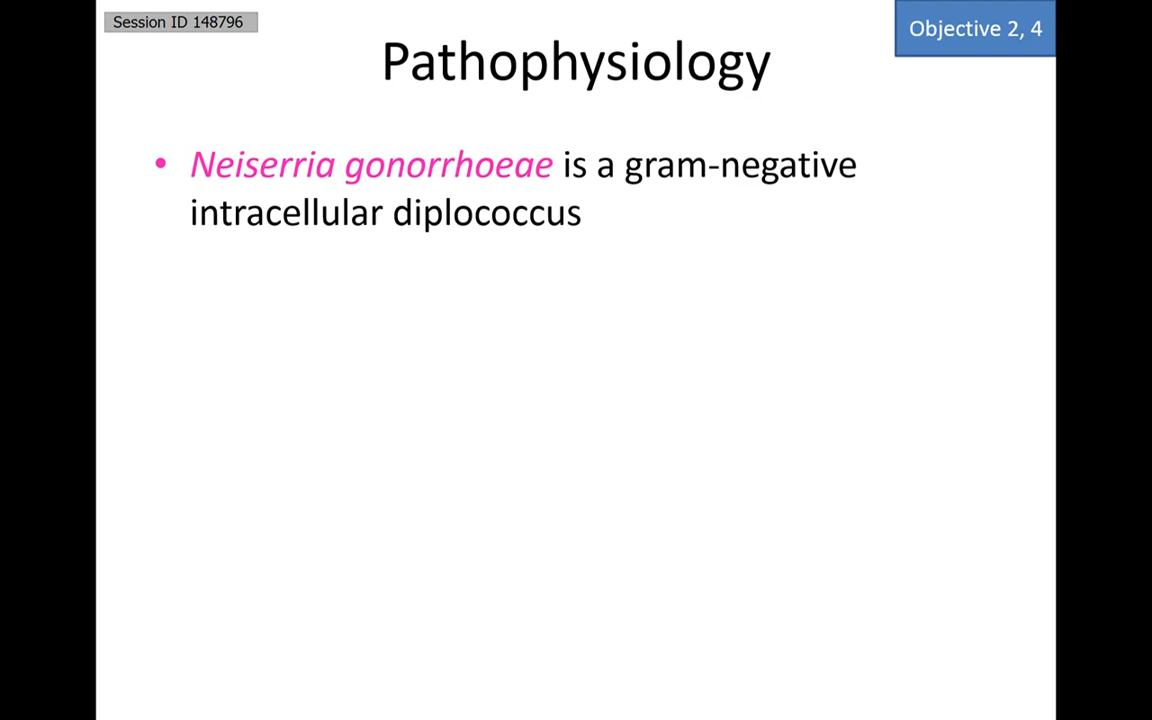 Session ID 148796
Objective 2, 4
Pathophysiology
• Neiserria gonorrhoeae is a gram-negative
intracellular diplococcus